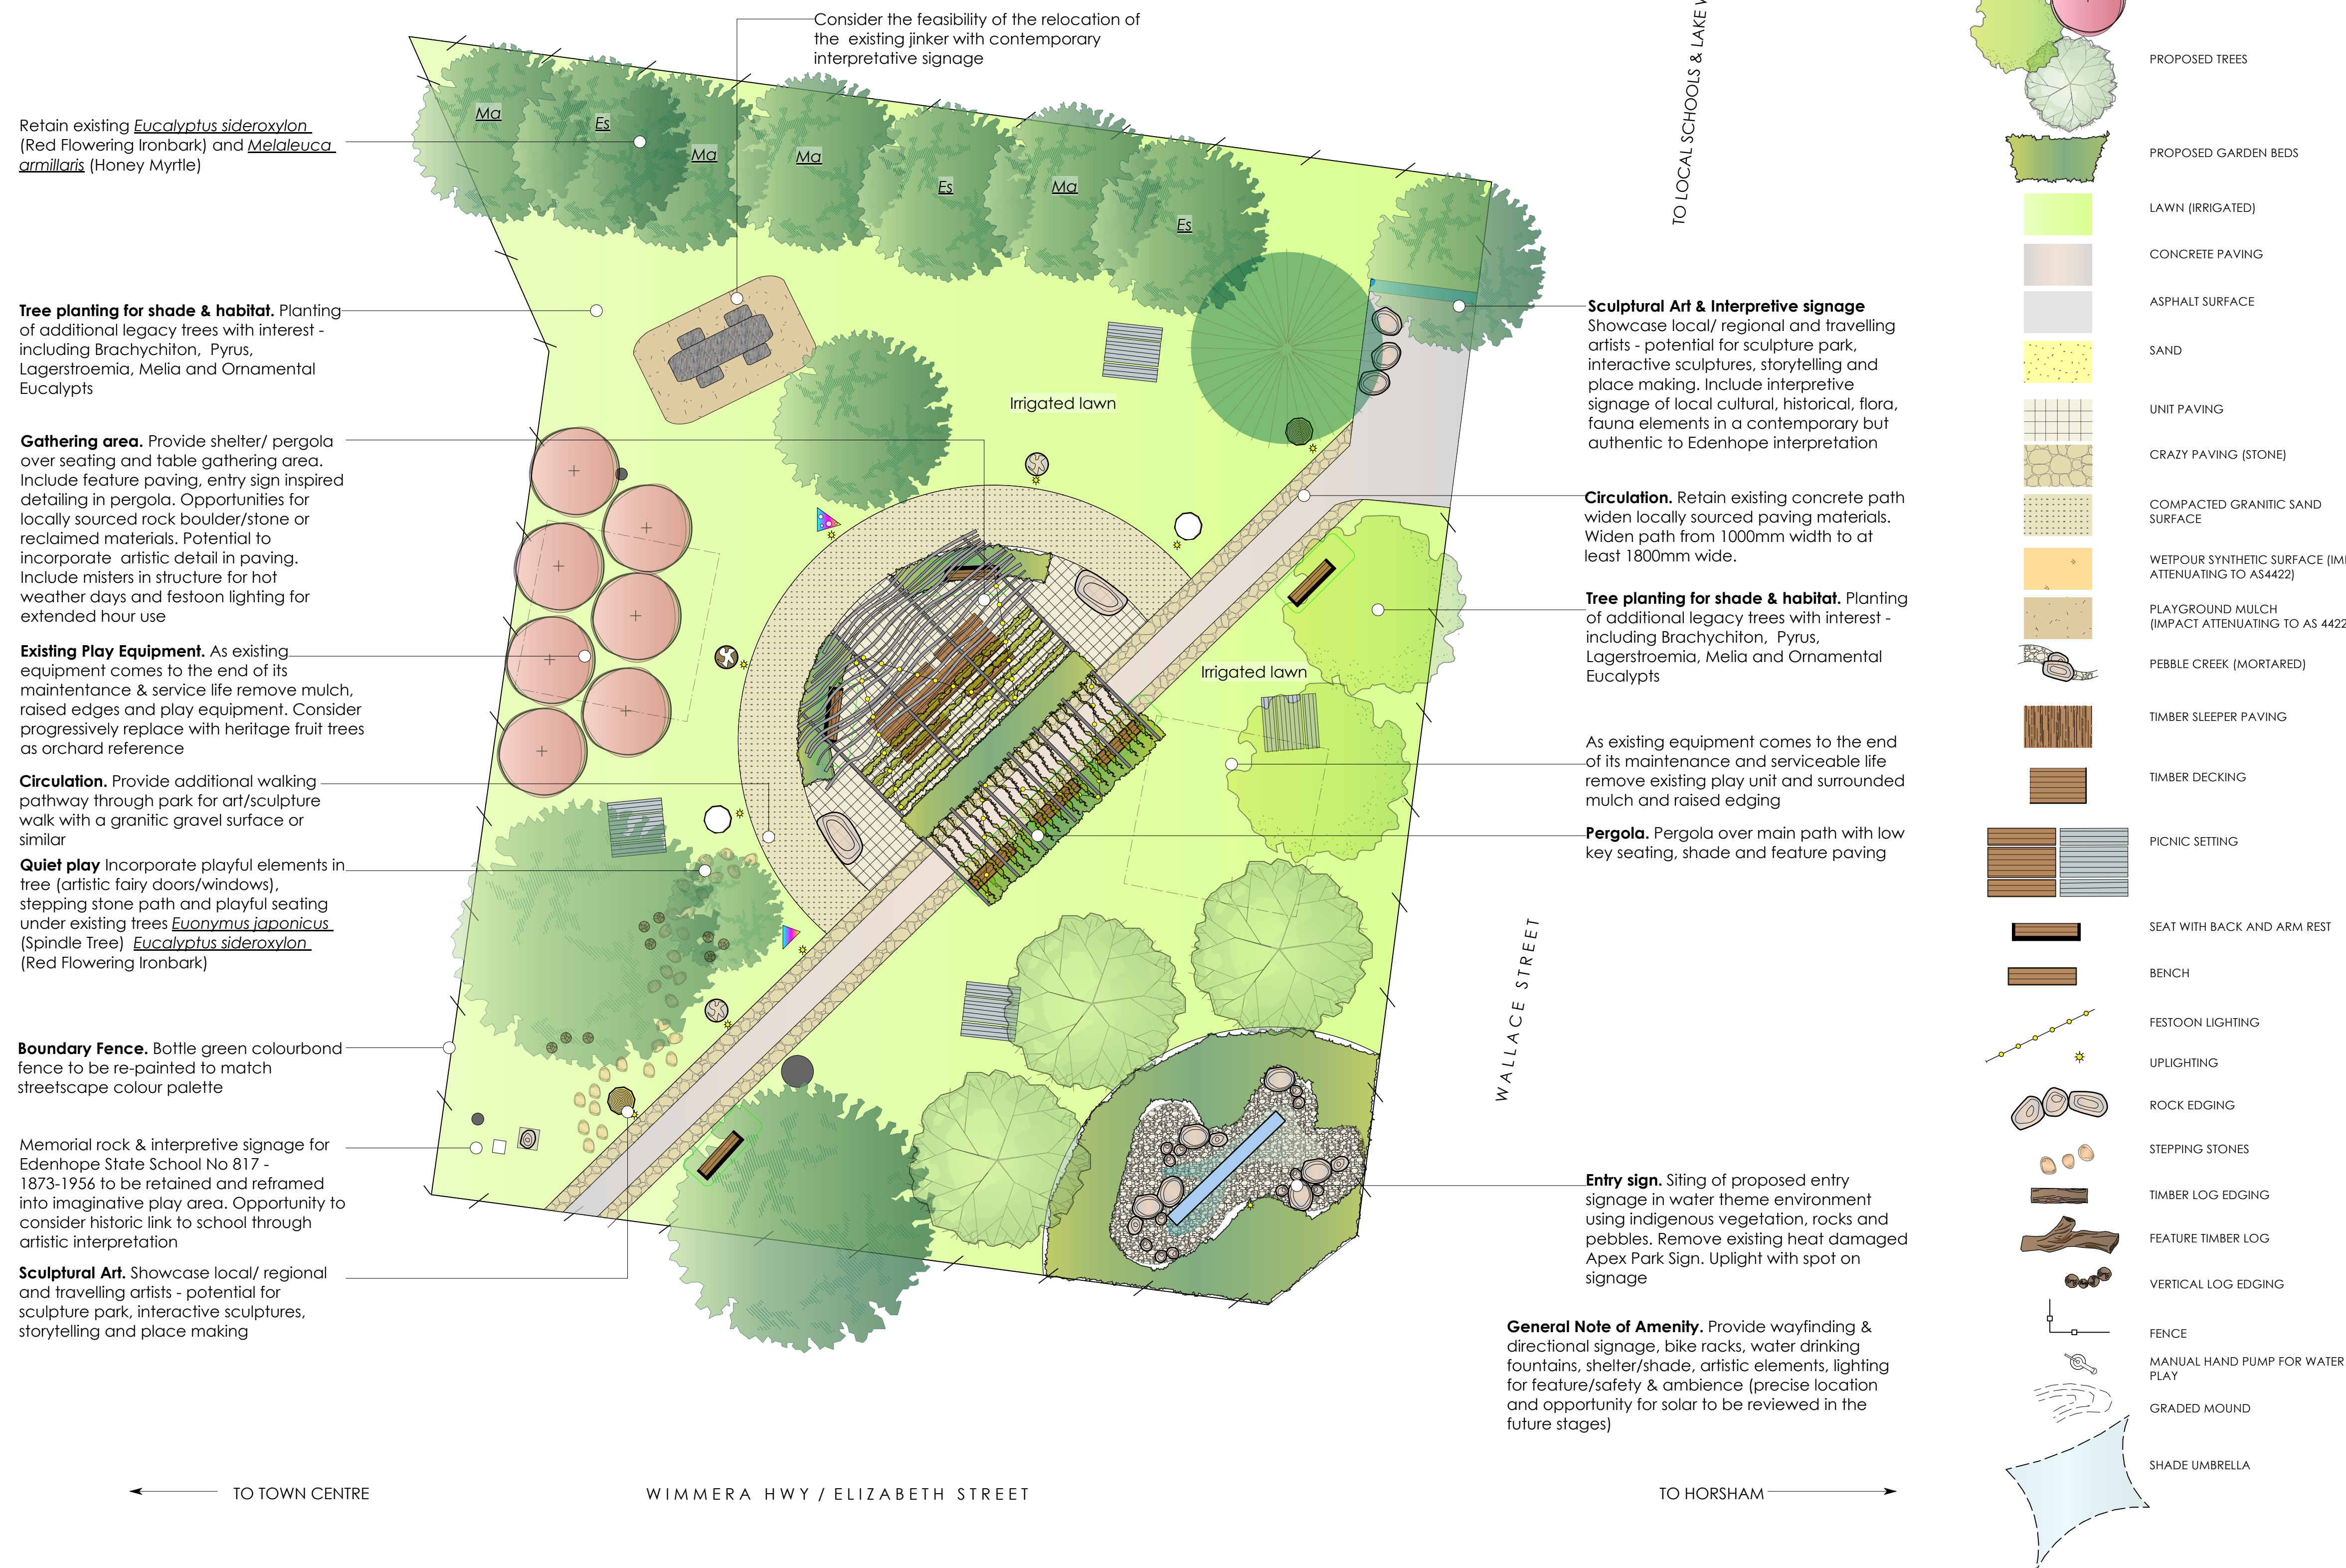 Consider the feasibility of the relocation of
the existing jinker with contemporary
interpretative signage
Retain existing Eucalyptus sideroxylon
(Red Flowering Ironbark) and Melaleuca
armillaris (Honey Myrtle)
Tree planting for shade & habitat. Planting
of additional legacy trees with interest -
including Brachychiton, Pyrus,
Lagerstroemia, Melia and Ornamental
Eucalypts
Gathering area. Provide shelter/ pergola
over seating and table gathering area.
Include feature paving, entry sign inspired
detailing in pergola. Opportunities for
locally sourced rock boulder/stone or
reclaimed materials. Potential to
incorporate artistic detail in paving.
Include misters in structure for hot
weather days and festoon lighting for
extended hour use
Existing Play Equipment. As existing
equipment comes to the end of its
maintentance & service life remove mulch,
raised edges and play equipment. Consider
progressively replace with heritage fruit trees
as orchard reference
Circulation. Provide additional walking
pathway through park for art/sculpture
walk with a granitic gravel surface or
similar
Quiet play Incorporate playful elements in
tree (artistic fairy doors/windows),
stepping stone path and playful seating
under existing trees Euonymus japonicus
(Spindle Tree) Eucalyptus sideroxylon
(Red Flowering Ironbark)
Boundary Fence. Bottle green colourbond
fence to be re-painted to match
streetscape colour palette
Memorial rock & interpretive signage for
Edenhope State School No 817 -
1873-1956 to be retained and reframed
into imaginative play area. Opportunity to
consider historic link to school through
artistic interpretation
Sculptural Art. Showcase local/ regional
and travelling artists - potential for
sculpture park, interactive sculptures,
storytelling and place making
Ma
Es
Ma
Ma
Es
Ma
Es
Irrigated lawn
Irrigated lawn
TO LOCAL SCHOOLS & LAKE
Sculptural Art & Interpretive signage
Showcase local/ regional and travelling
artists - potential for sculpture park,
interactive sculptures, storytelling and
place making. Include interpretive
signage of local cultural, historical, flora,
fauna elements in a contemporary but
authentic to Edenhope interpretation
Circulation. Retain existing concrete path
widen locally sourced paving materials.
Widen path from 1000mm width to at
least 1800mm wide.
Tree planting for shade & habitat. Planting
of additional legacy trees with interest -
including Brachychiton, Pyrus,
Lagerstroemia, Melia and Ornamental
Eucalypts
As existing equipment comes to the end
of its maintenance and serviceable life
remove existing play unit and surrounded
mulch and raised edging
Pergola. Pergola over main path with low
key seating, shade and feature paving
WALLACE STREET
Entry sign. Siting of proposed entry
signage in water theme environment
using indigenous vegetation, rocks and
pebbles. Remove existing heat damaged
Apex Park Sign. Uplight with spot on
signage
General Note of Amenity. Provide wayfinding &
directional signage, bike racks, water drinking
fountains, shelter/shade, artistic elements, lighting
for feature/safety & ambience (precise location
and opportunity for solar to be reviewed in the
future stages)
TO TOWN CENTRE
WIMMERA HWY / ELIZABETH STREET
TO HORSHAM
PROPOSED TREES
PROPOSED GARDEN BEDS
LAWN (IRRIGATED)
CONCRETE PAVING
ASPHALT SURFACE
SAND
UNIT PAVING
CRAZY PAVING (STONE)
COMPACTED GRANITIC SAND
SURFACE
WETPOUR SYNTHETIC SURFACE
ATTENUATING TO AS4422)
PLAYGROUND MULCH
(IMPACT ATTENUATING TO AS 4422
PEBBLE CREEK (MORTARED)
TIMBER SLEEPER PAVING
TIMBER DECKING
PICNIC SETTING
SEAT WITH BACK AND ARM REST
BENCH
FESTOON LIGHTING
UPLIGHTING
ROCK EDGING
STEPPING STONES
TIMBER LOG EDGING
FEATURE TIMBER LOG
VERTICAL LOG EDGING
FENCE
MANUAL HAND PUMP FOR WATER
PLAY
GRADED MOUND
SHADE UMBRELLA